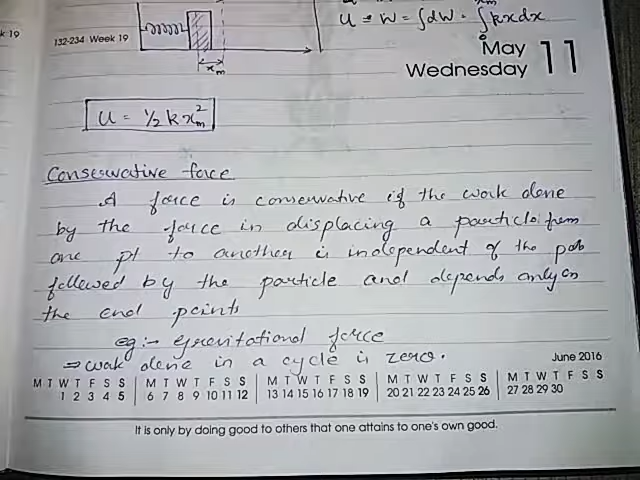 k 19
132-234 Week 19
xm
U = W = ∫dW = ∫kxdx
xm
0
May
Wednesday
11
U = 1/2 k xm²
Conservative force
A force is conservative if the work done
by the force in displacing a particle from
one pt to another is independent of the path
followed by the particle and depends only on
the end points
eg :- gravitational force
⇒ work done in a cycle is zero.
June 2016
M T W T F S S M T W T F S S M T W T F S S M T W T F S S M T W T F S S
1 2 3 4 5 6 7 8 9 10 11 12 13 14 15 16 17 18 19 20 21 22 23 24 25 26 27 28 29 30
It is only by doing good to others that one attains to one's own good.